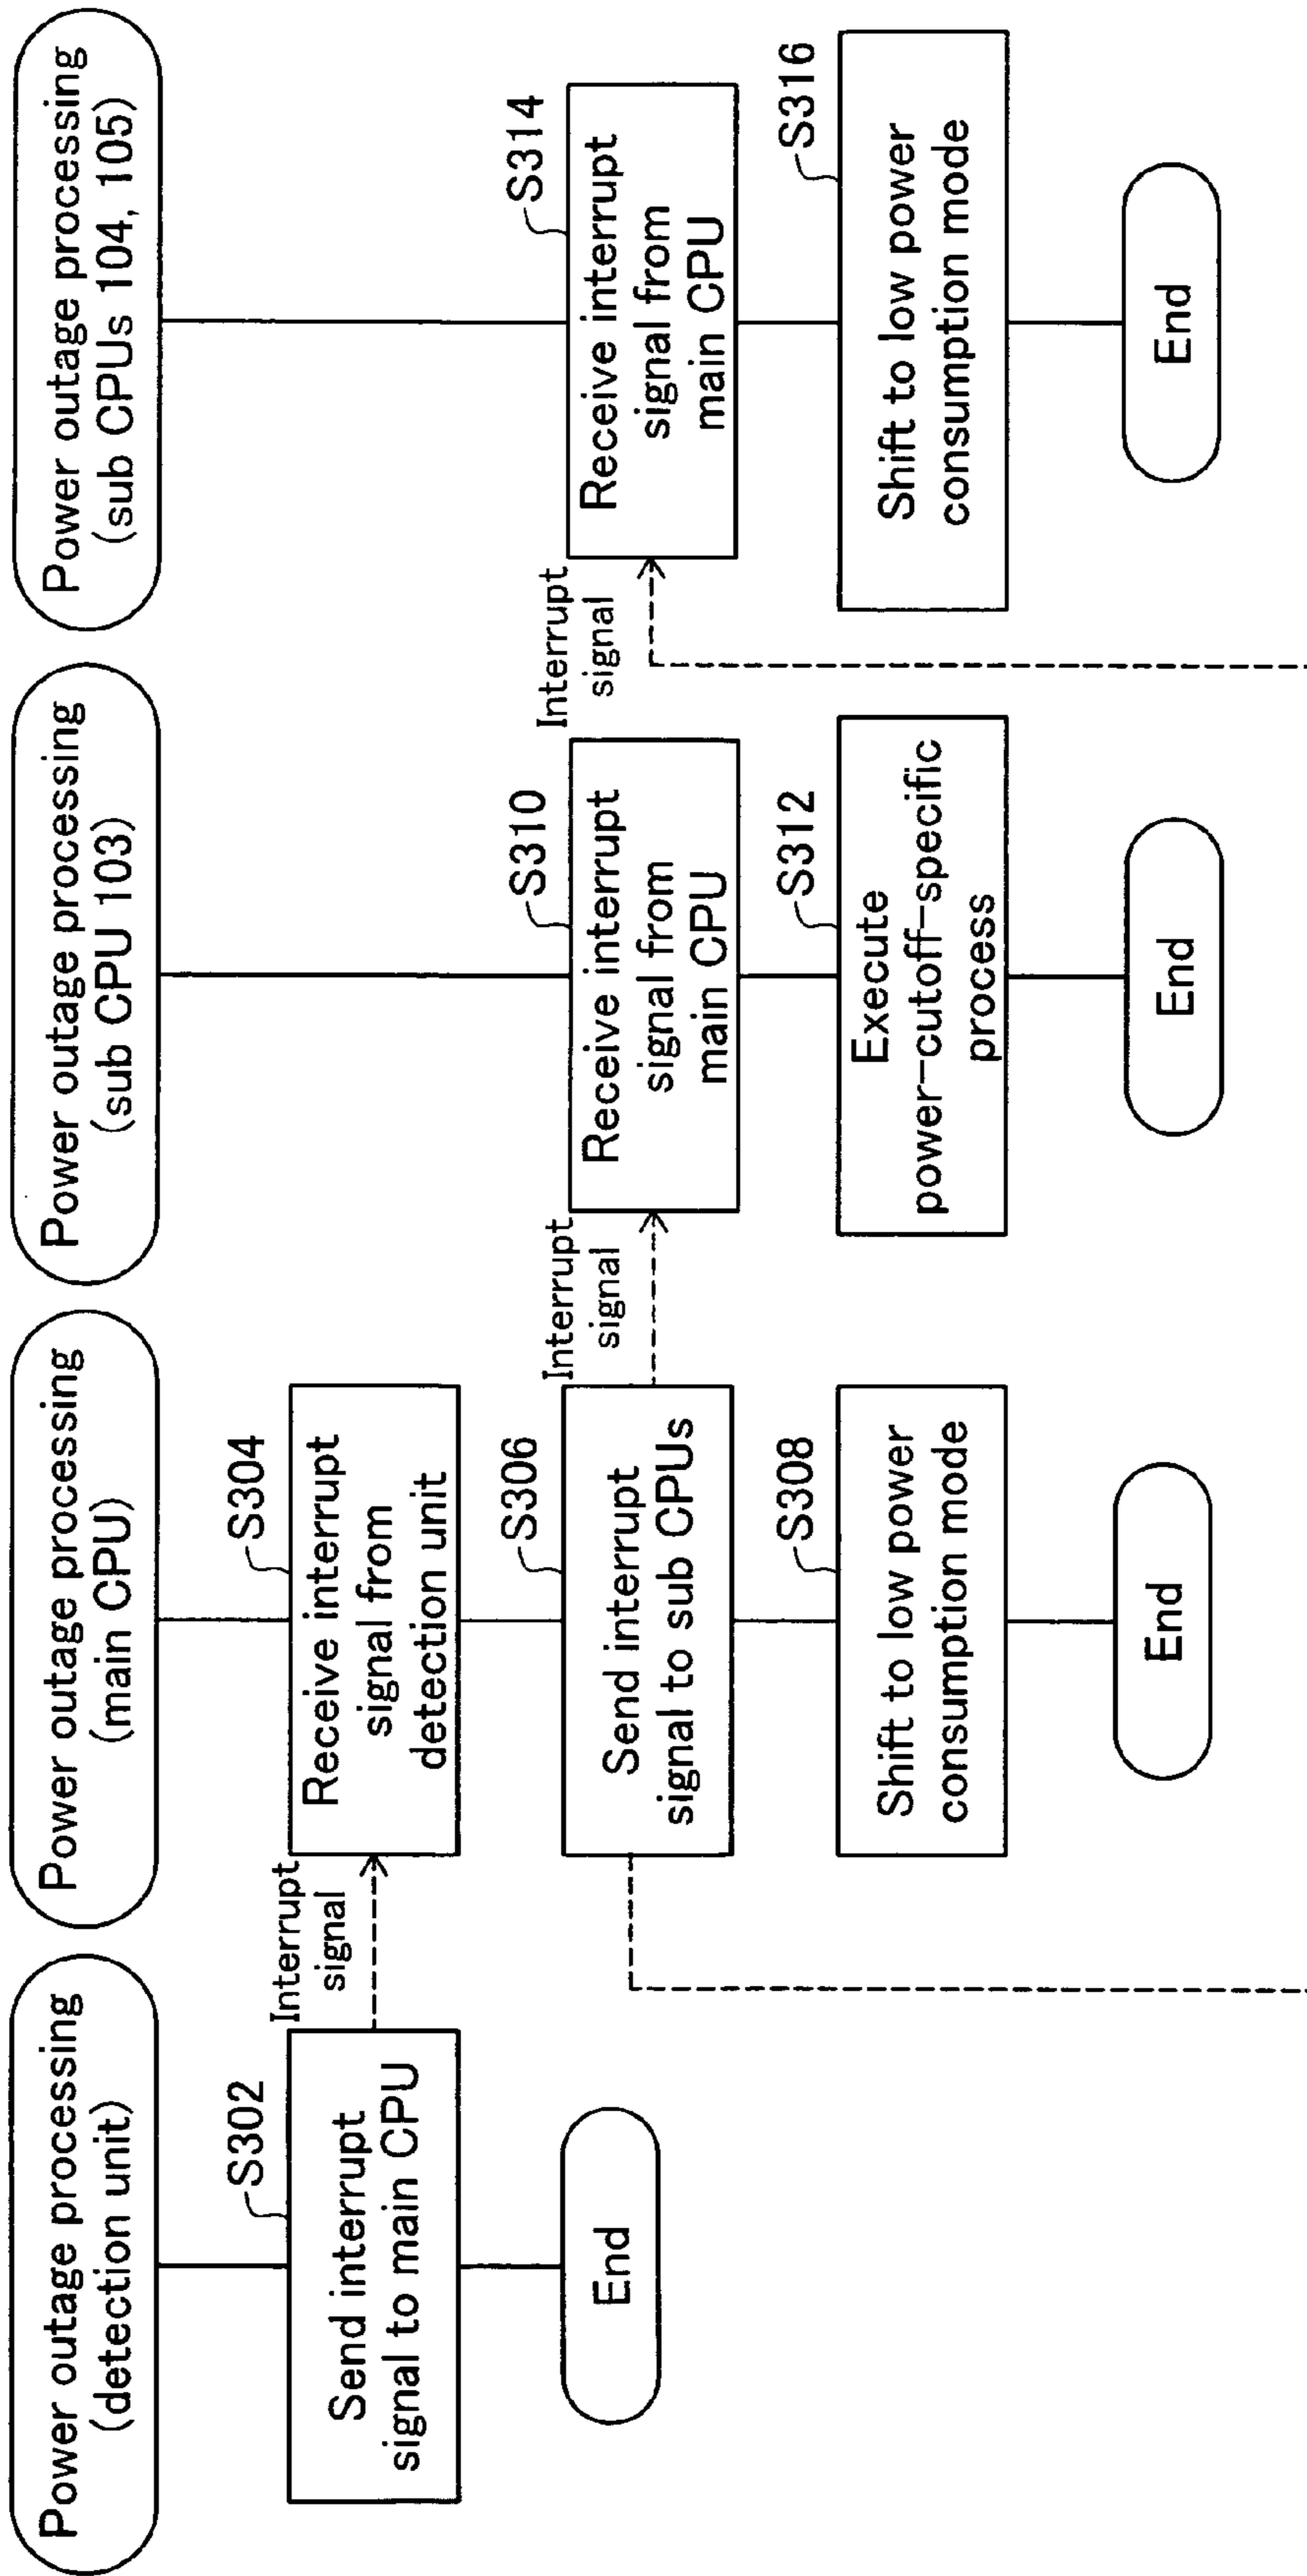 Power outage processing
(detection unit)
S302
Send interrupt
signal to main CPU
End
Interrupt
signal
Power outage processing
(main CPU)
S304
Receive interrupt
signal from
detection unit
S306
Send interrupt
signal to sub CPUs
S308
Shift to low power
consumption mode
End
Interrupt
signal
Power outage processing
(sub CPU 103)
S310
Receive interrupt
signal from
main CPU
S312
Execute
power-cutoff-specific
process
End
Interrupt
signal
Power outage processing
(sub CPUs 104, 105)
S314
Receive interrupt
signal from
main CPU
S316
Shift to low power
consumption mode
End